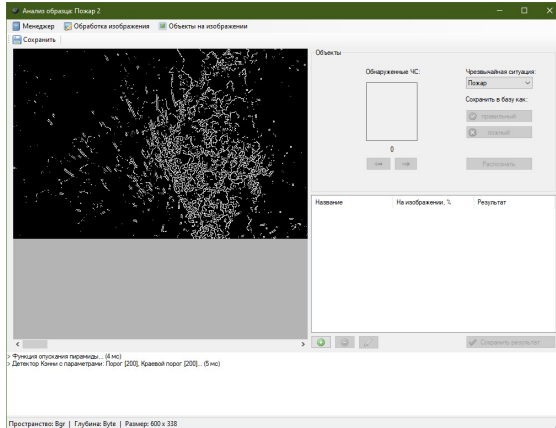 Анализ образца: Пожар 2
Менеджер Обработка изображения Объекты на изображении
Сохранить
Объекты
Обнаруженные ЧС:
Чрезвычайная ситуация:
Пожар
Сохранить в базу как:
правильный
ложный
0
Распознать
Название На изображении, % Результат
Сохранить результат
> Функция опускания пирамиды... (4 мс)
> Детектор Кэнни с параметрами: Порог [200], Краевой порог [200]... (5 мс)
Пространство: Bgr | Глубина: Byte | Размер: 600 x 338